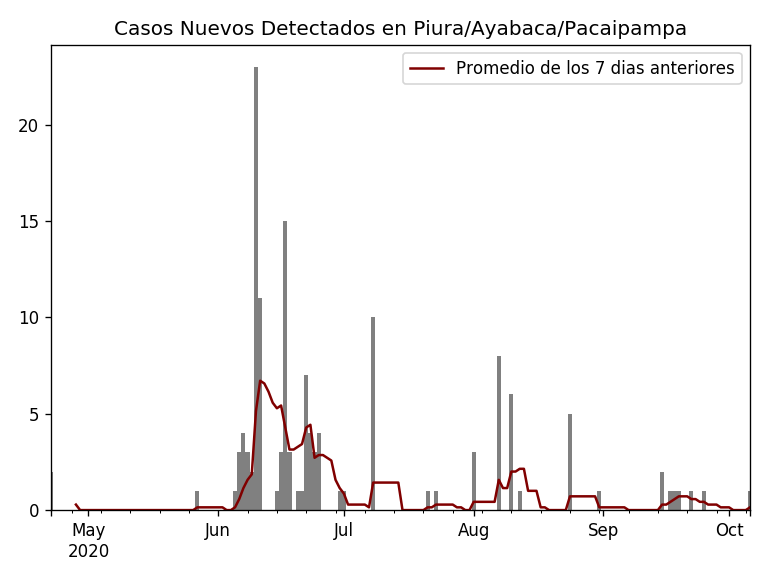 Casos Nuevos Detectados en Piura/Ayabaca/Pacaipampa
Promedio de los 7 dias anteriores
20
15
10
5
0
May Jun Jul Aug Sep Oct
2020